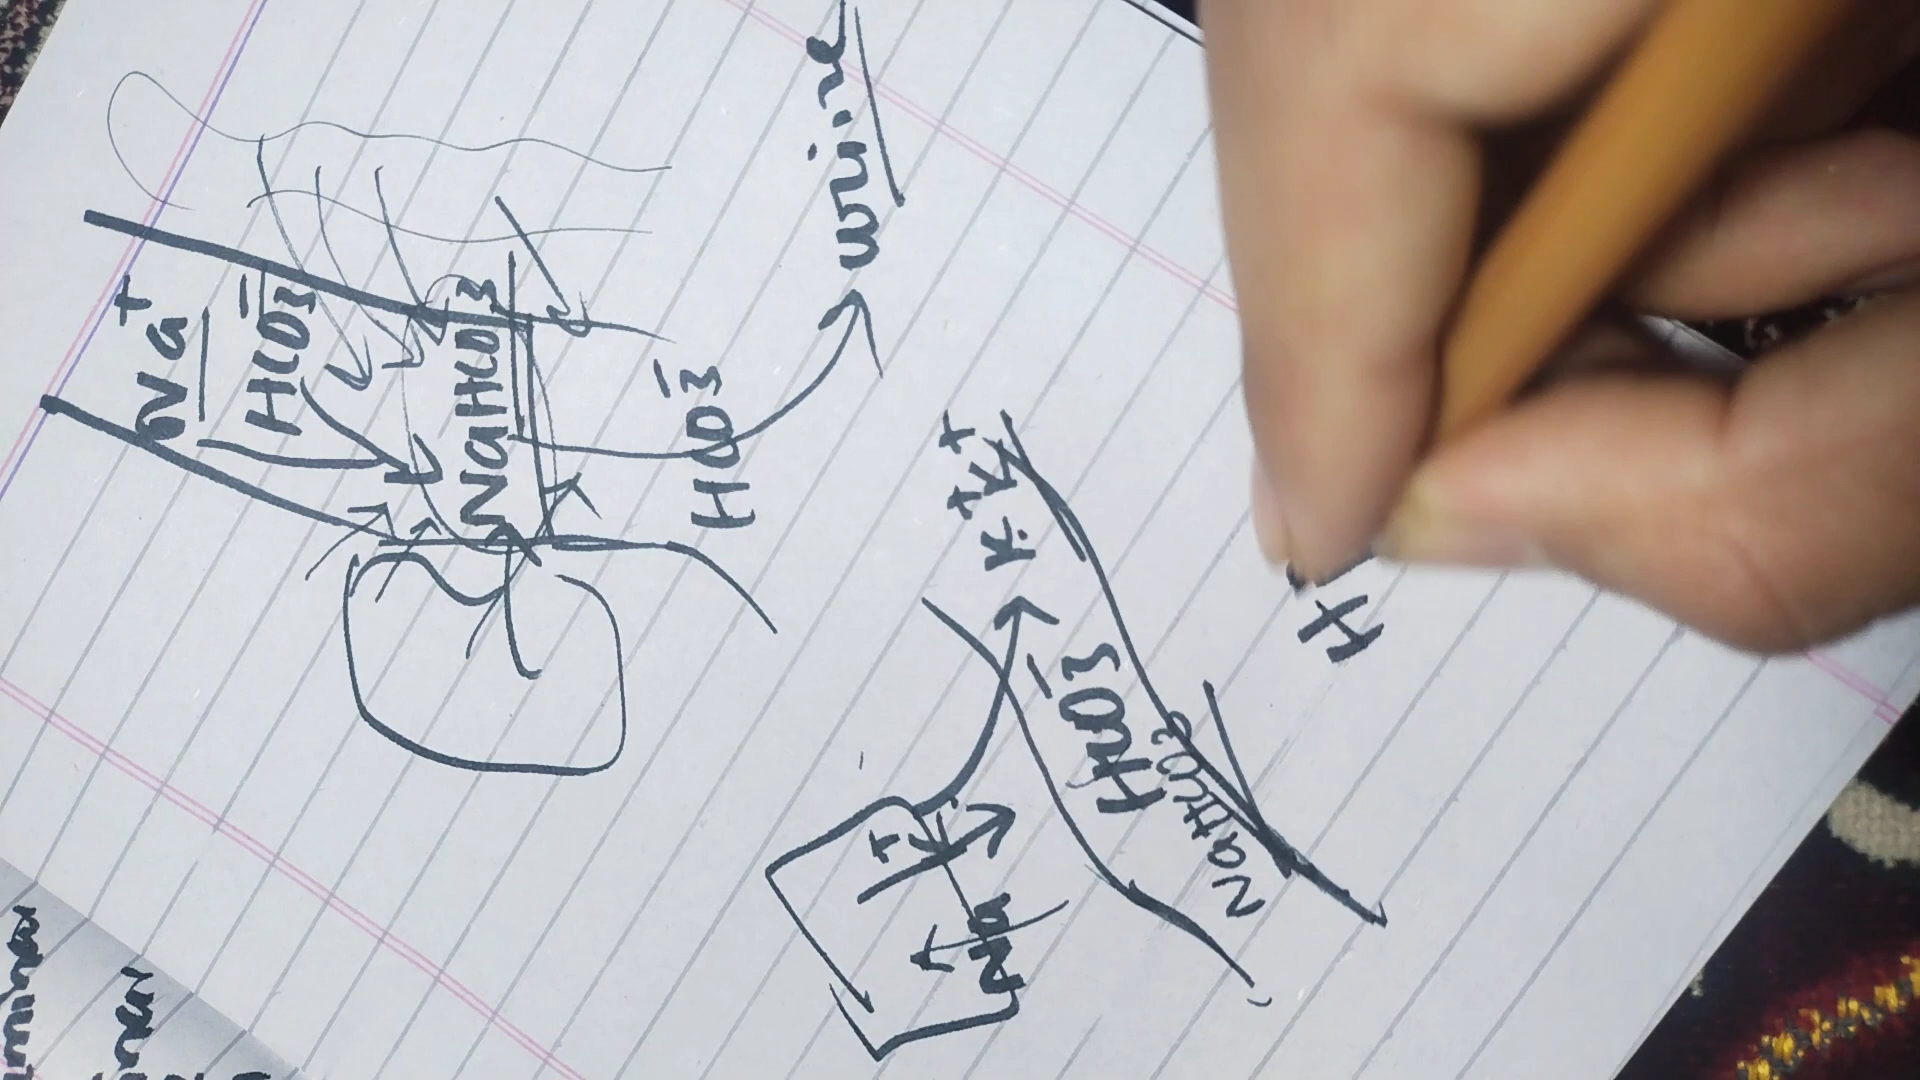 Na+
HCO3-
NaHCO3
HCO3-
urine
K+ K+
HCO3-
NaHCO3
K+
Na
H